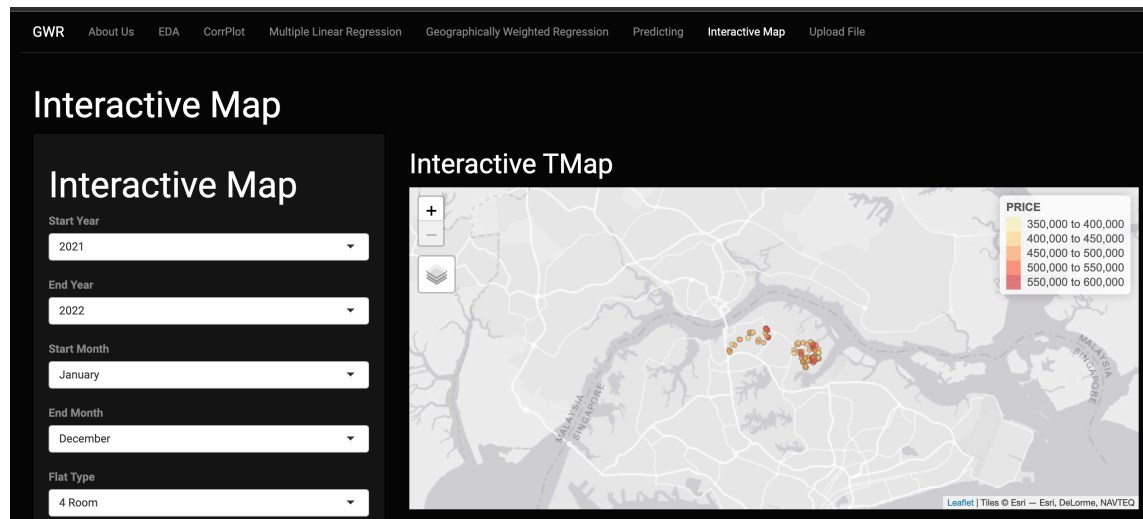 GWR About Us EDA CorrPlot Multiple Linear Regression Geographically Weighted Regression Predicting Interactive Map Upload File
Interactive Map
Interactive Map
Start Year
2021
End Year
2022
Start Month
January
End Month
December
Flat Type
4 Room
Interactive TMap
+
−
PRICE
350,000 to 400,000
400,000 to 450,000
450,000 to 500,000
500,000 to 550,000
550,000 to 600,000
MALAYSIA
SINGAPORE
MALAYSIA
SINGAPORE
Leaflet | Tiles © Esri — Esri, DeLorme, NAVTEQ